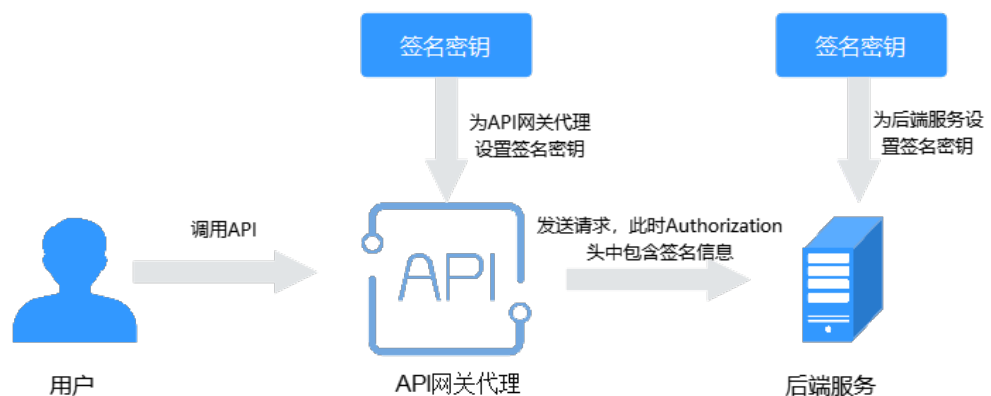 签名密钥
签名密钥
为API网关代理
设置签名密钥
为后端服务设
置签名密钥
调用API
发送请求，此时Authorization
头中包含签名信息
API
用户
API网关代理
后端服务